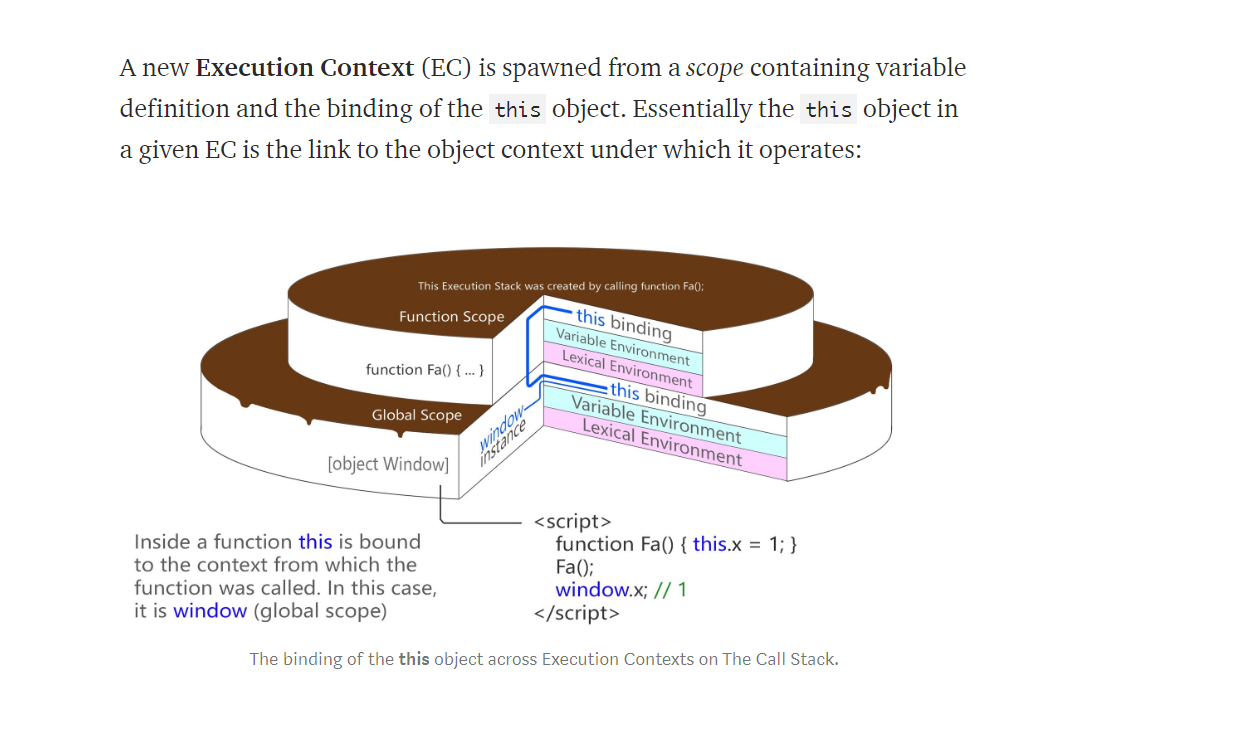 A new Execution Context (EC) is spawned from a scope containing variable
definition and the binding of the this object. Essentially the this object in
a given EC is the link to the object context under which it operates:
This Execution Stack was created by calling function Fa();
Function Scope
this binding
Variable Environment
Lexical Environment
function Fa() { ... }
Global Scope
this binding
Variable Environment
Lexical Environment
window
instance
[object Window]
Inside a function this is bound
to the context from which the
function was called. In this case,
it is window (global scope)
<script>
function Fa() { this.x = 1; }
Fa();
window.x; // 1
</script>
The binding of the this object across Execution Contexts on The Call Stack.